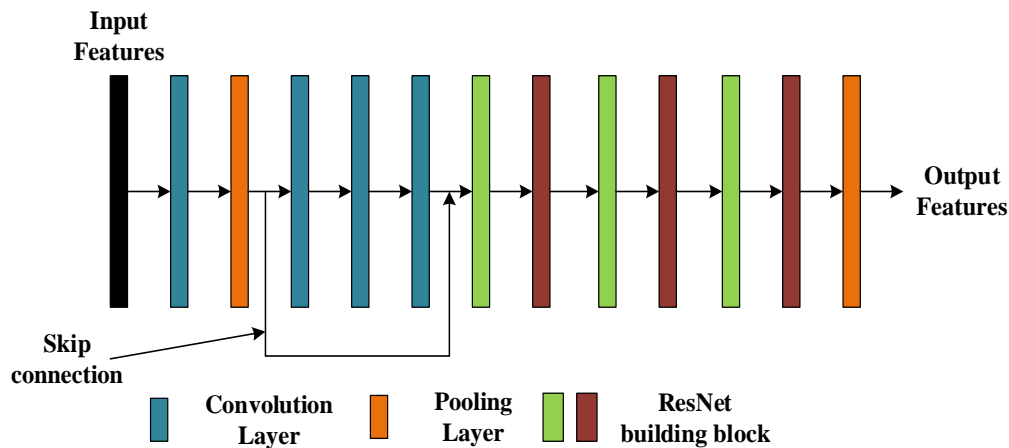 Input
Features
Output
Features
Skip
connection
Convolution
Layer
Pooling
Layer
ResNet
building block